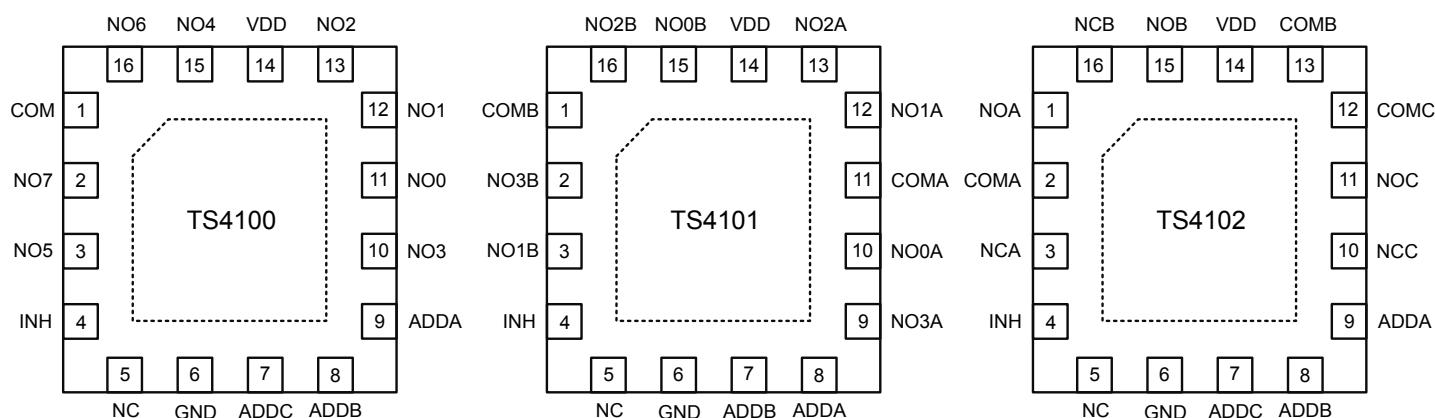 NO6 NO4 VDD NO2
16 15 14 13
COM 1 12 NO1
NO7 2 11 NO0
TS4100
NO5 3 10 NO3
INH 4 9 ADDA
5 6 7 8
NC GND ADDC ADDB
NO2B NO0B VDD NO2A
16 15 14 13
COMB 1 12 NO1A
NO3B 2 11 COMA
TS4101
NO1B 3 10 NO0A
INH 4 9 NO3A
5 6 7 8
NC GND ADDB ADDA
NCB NOB VDD COMB
16 15 14 13
NOA 1 12 COMC
COMA 2 11 NOC
TS4102
NCA 3 10 NCC
INH 4 9 ADDA
5 6 7 8
NC GND ADDC ADDB